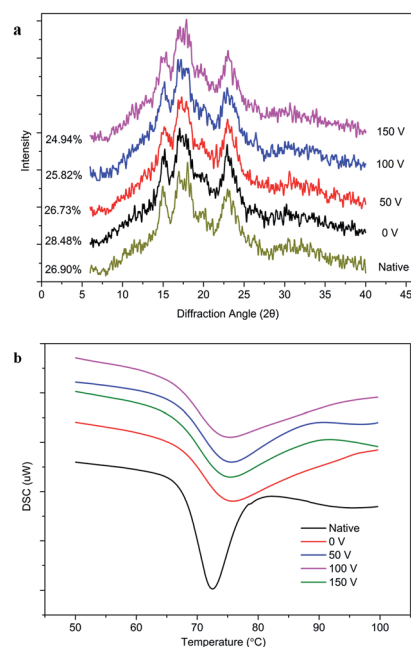 a
Intensity
24.94%
25.82%
26.73%
28.48%
26.90%
150 V
100 V
50 V
0 V
Native
0 5 10 15 20 25 30 35 40 45
Diffraction Angle (2θ)
b
DSC (uW)
Native
0 V
50 V
100 V
150 V
50 60 70 80 90 100
Temperature (°C)